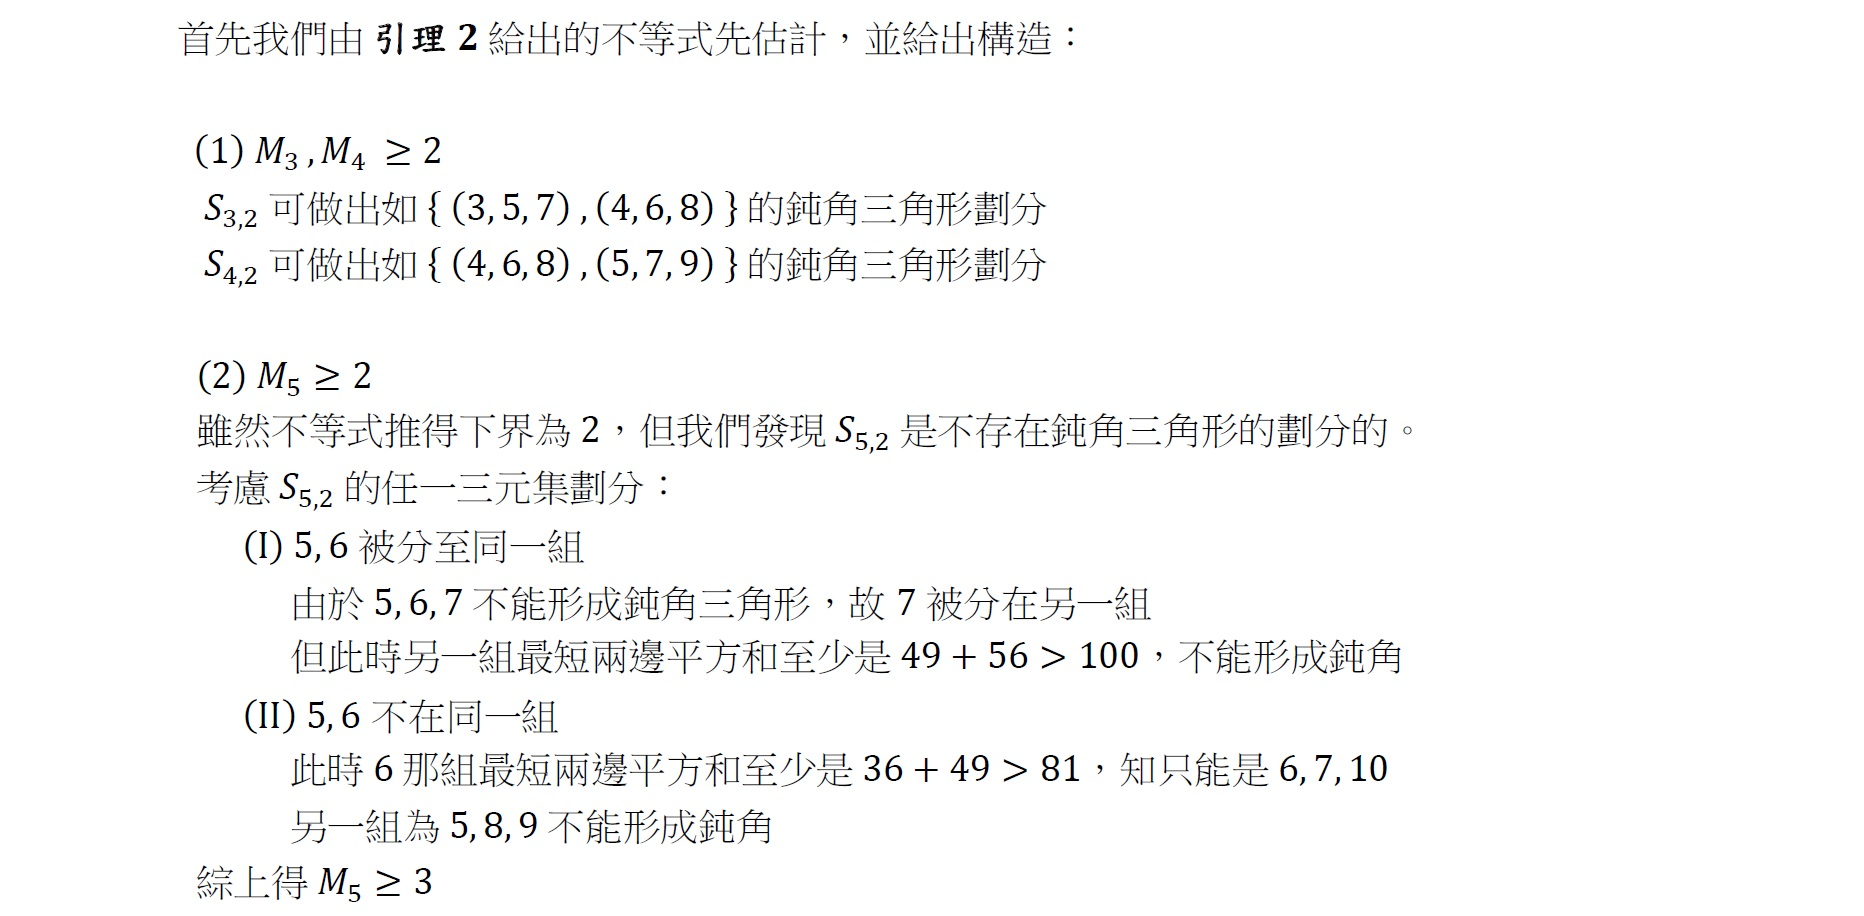 首先我們由 引理 2 給出的不等式先估計，並給出構造：
(1) M₃ , M₄ ≥ 2
S₃,₂ 可做出如 { (3, 5, 7) , (4, 6, 8) } 的鈍角三角形劃分
S₄,₂ 可做出如 { (4, 6, 8) , (5, 7, 9) } 的鈍角三角形劃分
(2) M₅ ≥ 2
雖然不等式推得下界為 2，但我們發現 S₅,₂ 是不存在鈍角三角形的劃分的。
考慮 S₅,₂ 的任一三元集劃分：
(I) 5, 6 被分至同一組
由於 5, 6, 7 不能形成鈍角三角形，故 7 被分在另一組
但此時另一組最短兩邊平方和至少是 49 + 56 > 100，不能形成鈍角
(II) 5, 6 不在同一組
此時 6 那組最短兩邊平方和至少是 36 + 49 > 81，知只能是 6, 7, 10
另一組為 5, 8, 9 不能形成鈍角
綜上得 M₅ ≥ 3